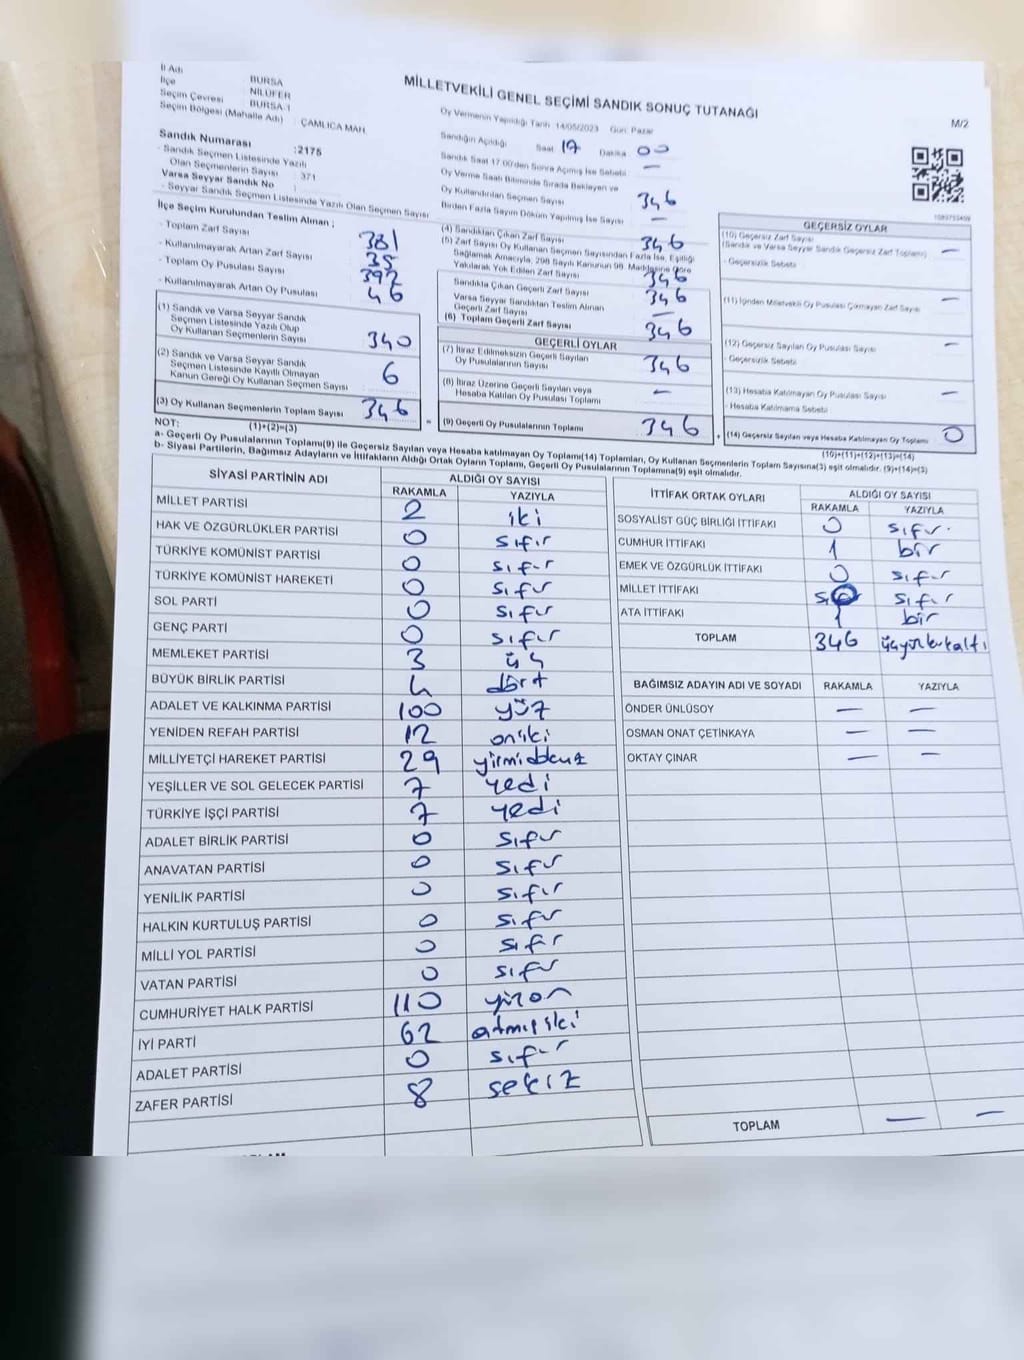 İl Adı : BURSA
İlçe : NİLÜFER
Seçim Çevresi : BURSA 1
Seçim Bölgesi (Mahalle Adı) : ÇAMLICA MAH.
MİLLETVEKİLİ GENEL SEÇİMİ SANDIK SONUÇ TUTANAĞI
M/2
Oy Vermenin Yapıldığı Tarih 14/05/2023 Gün: Pazar
Sandığın Açıldığı Saat 17 Dakika 00
Sandık Saat 17:00'den Sonra Açılmış İse Sebebi —
Oy Verme Saati Bitiminde Sırada Bekleyen ve
Oy Kullandırılan Seçmen Sayısı 346
Birden Fazla Sayım Döküm Yapılmış İse Sayısı —
Sandık Numarası : 2175
- Sandık Seçmen Listesinde Yazılı
Olan Seçmenlerin Sayısı : 371
Varsa Seyyar Sandık No :
- Seyyar Sandık Seçmen Listesinde Yazılı Olan Seçmen Sayısı
İlçe Seçim Kurulundan Teslim Alınan ;
- Toplam Zarf Sayısı 381
- Kullanılmayarak Artan Zarf Sayısı 35
- Toplam Oy Pusulası Sayısı 392
- Kullanılmayarak Artan Oy Pusulası 46
(1) Sandık ve Varsa Seyyar Sandık
Seçmen Listesinde Yazılı Olup
Oy Kullanan Seçmenlerin Sayısı 340
(2) Sandık ve Varsa Seyyar Sandık
Seçmen Listesinde Kayıtlı Olmayan
Kanun Gereği Oy Kullanan Seçmen Sayısı 6
(3) Oy Kullanan Seçmenlerin Toplam Sayısı 346
(1)+(2)=(3)
(4) Sandıktan Çıkan Zarf Sayısı 346
(5) Zarf Sayısı Oy Kullanan Seçmen Sayısından Fazla İse, Eşitliği
Sağlamak Amacıyla, 298 Sayılı Kanunun 98. Maddesine Göre
Yakılarak Yok Edilen Zarf Sayısı 346
Sandıkta Çıkan Geçerli Zarf Sayısı 346
Varsa Seyyar Sandıktan Teslim Alınan
Geçerli Zarf Sayısı —
(6) Toplam Geçerli Zarf Sayısı 346
GEÇERLİ OYLAR
(7) İtiraz Edilmeksizin Geçerli Sayılan
Oy Pusulalarının Sayısı 346
(8) İtiraz Üzerine Geçerli Sayılan veya
Hesaba Katılan Oy Pusulası Toplamı —
= (9) Geçerli Oy Pusulalarının Toplamı 346 +
GEÇERSİZ OYLAR
(10) Geçersiz Zarf Sayısı
(Sandık ve Varsa Seyyar Sandık Geçersiz Zarf Toplamı) —
- Geçersizlik Sebebi
(11) İçinden Milletvekili Oy Pusulası Çıkmayan Zarf Sayısı —
(12) Geçersiz Sayılan Oy Pusulası Sayısı —
- Geçersizlik Sebebi:
(13) Hesaba Katılmayan Oy Pusulası Sayısı —
- Hesaba Katılmama Sebebi:
(14) Geçersiz Sayılan veya Hesaba Katılmayan Oy Toplamı 0
(10)+(11)+(12)+(13)=(14)
NOT:
a- Geçerli Oy Pusulalarının Toplamı(9) ile Geçersiz Sayılan veya Hesaba katılmayan Oy Toplamı(14) Toplamları, Oy Kullanan Seçmenlerin Toplam Sayısına(3) eşit olmalıdır. (9)+(14)=(3)
b- Siyasi Partilerin, Bağımsız Adayların ve İttifakların Aldığı Ortak Oyların Toplamı, Geçerli Oy Pusulalarının Toplamına(9) eşit olmalıdır.
SİYASİ PARTİNİN ADI ALDIĞI OY SAYISI
RAKAMLA YAZIYLA
MİLLET PARTİSİ 2 iki
HAK VE ÖZGÜRLÜKLER PARTİSİ 0 sıfır
TÜRKİYE KOMÜNİST PARTİSİ 0 sıfır
TÜRKİYE KOMÜNİST HAREKETİ 0 sıfır
SOL PARTİ 0 sıfır
GENÇ PARTİ 0 sıfır
MEMLEKET PARTİSİ 3 üç
BÜYÜK BİRLİK PARTİSİ 4 dört
ADALET VE KALKINMA PARTİSİ 100 yüz
YENİDEN REFAH PARTİSİ 12 oniki
MİLLİYETÇİ HAREKET PARTİSİ 29 yirmidokuz
YEŞİLLER VE SOL GELECEK PARTİSİ 7 yedi
TÜRKİYE İŞÇİ PARTİSİ 7 yedi
ADALET BİRLİK PARTİSİ 0 sıfır
ANAVATAN PARTİSİ 0 sıfır
YENİLİK PARTİSİ 0 sıfır
HALKIN KURTULUŞ PARTİSİ 0 sıfır
MİLLİ YOL PARTİSİ 0 sıfır
VATAN PARTİSİ 0 sıfır
CUMHURİYET HALK PARTİSİ 110 yüzon
İYİ PARTİ 62 atmışiki
ADALET PARTİSİ 0 sıfır
ZAFER PARTİSİ 8 sekiz
İTTİFAK ORTAK OYLARI ALDIĞI OY SAYISI
RAKAMLA YAZIYLA
SOSYALİST GÜÇ BİRLİĞİ İTTİFAKI 0 sıfır
CUMHUR İTTİFAKI 1 bir
EMEK VE ÖZGÜRLÜK İTTİFAKI 0 sıfır
MİLLET İTTİFAKI 0 sıfır
ATA İTTİFAKI 1 bir
TOPLAM 346 üçyüzkırkaltı
BAĞIMSIZ ADAYIN ADI VE SOYADI RAKAMLA YAZIYLA
ÖNDER ÜNLÜSOY — —
OSMAN ONAT ÇETİNKAYA — —
OKTAY ÇINAR — —
TOPLAM — —